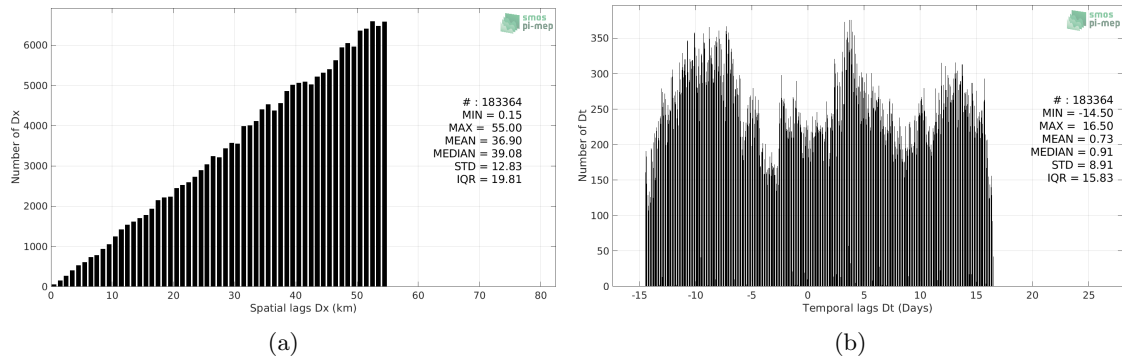 smos
pi-mep
Number of Dx
6000
5000
4000
3000
2000
1000
0
0 10 20 30 40 50 60 70 80
Spatial lags Dx (km)
# : 183364
MIN = 0.15
MAX = 55.00
MEAN = 36.90
MEDIAN = 39.08
STD = 12.83
IQR = 19.81
(a)
smos
pi-mep
Number of Dt
350
300
250
200
150
100
50
0
-15 -10 -5 0 5 10 15 20 25
Temporal lags Dt (Days)
# : 183364
MIN = -14.50
MAX = 16.50
MEAN = 0.73
MEDIAN = 0.91
STD = 8.91
IQR = 15.83
(b)